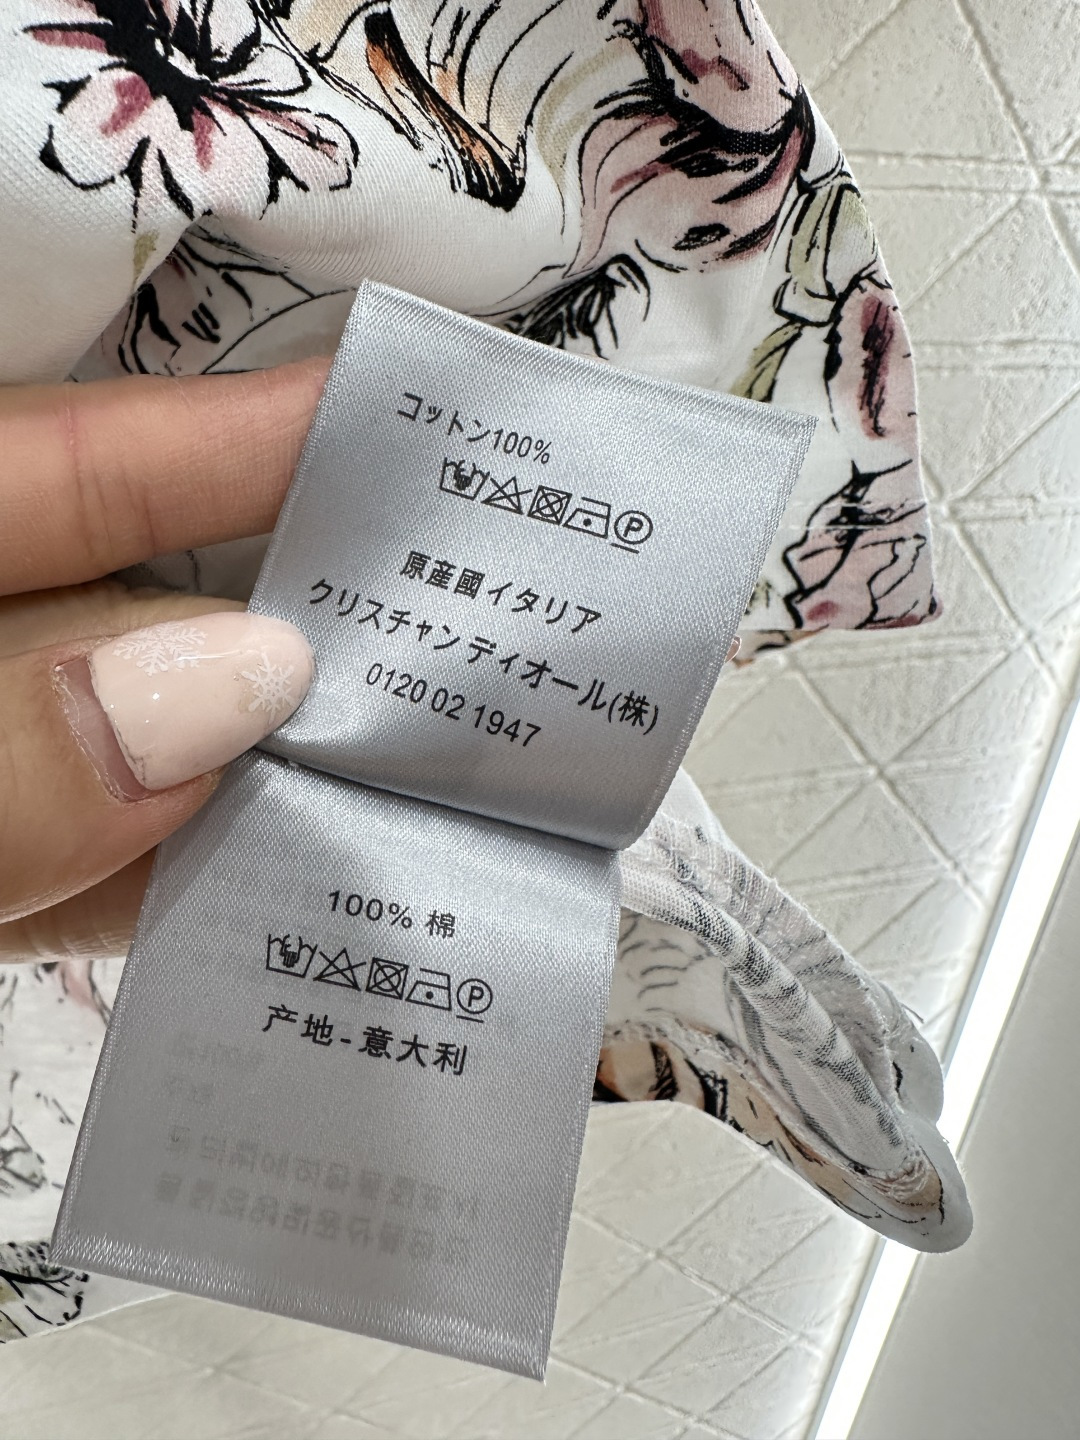 コットン100%
P
原産國イタリア
クリスチャン ディオール(株)
0120 02 1947
100% 棉
P
产地-意大利